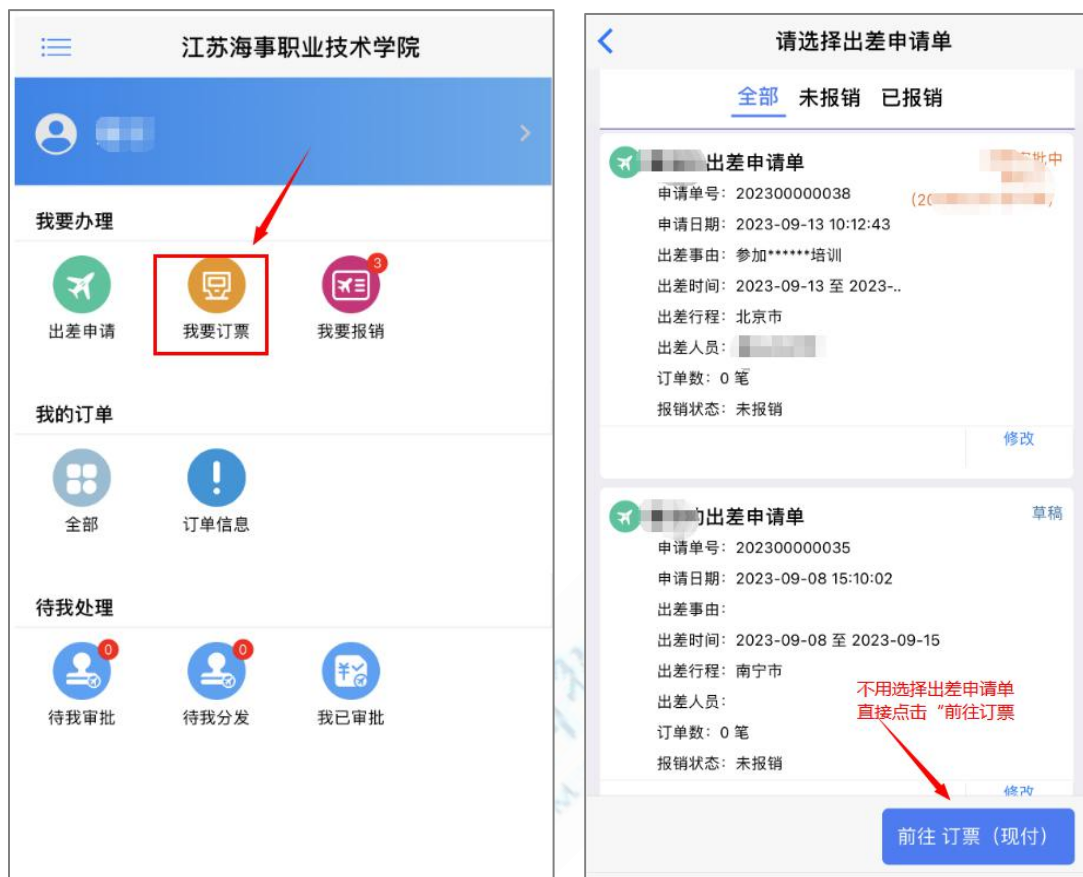 江苏海事职业技术学院
我要办理
3
出差申请
我要订票
我要报销
我的订单
全部
订单信息
待我处理
0
0
待我审批
待我分发
我已审批
请选择出差申请单
全部 未报销 已报销
出差申请单
批中
申请单号：202300000038
(20
申请日期：2023-09-13 10:12:43
出差事由：参加******培训
出差时间：2023-09-13 至 2023-..
出差行程：北京市
出差人员：
订单数：0 笔
报销状态：未报销
修改
出差申请单
草稿
申请单号：202300000035
申请日期：2023-09-08 15:10:02
出差事由：
出差时间：2023-09-08 至 2023-09-15
出差行程：南宁市
出差人员：
订单数：0 笔
报销状态：未报销
修改
不用选择出差申请单
直接点击“前往订票
前往 订票（现付）